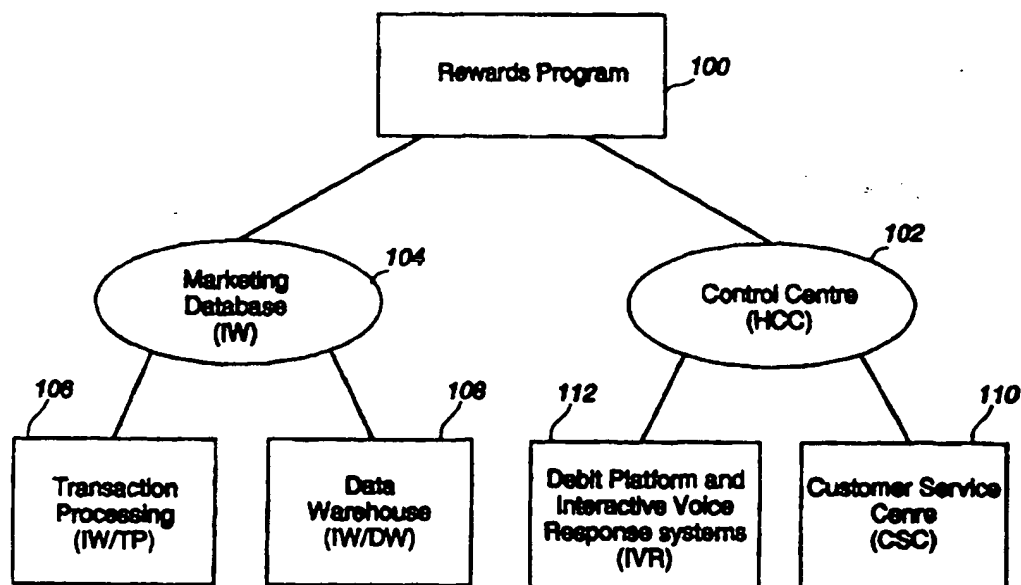 Rewards Program
100
102
104
Marketing
Database
(IW)
Control Centre
(HCC)
106
108
112
110
Transaction
Processing
(IW/TP)
Data
Warehouse
(IW/DW)
Debit Platform and
Interactive Voice
Response systems
(IVR)
Customer Service
Cenre
(CSC)